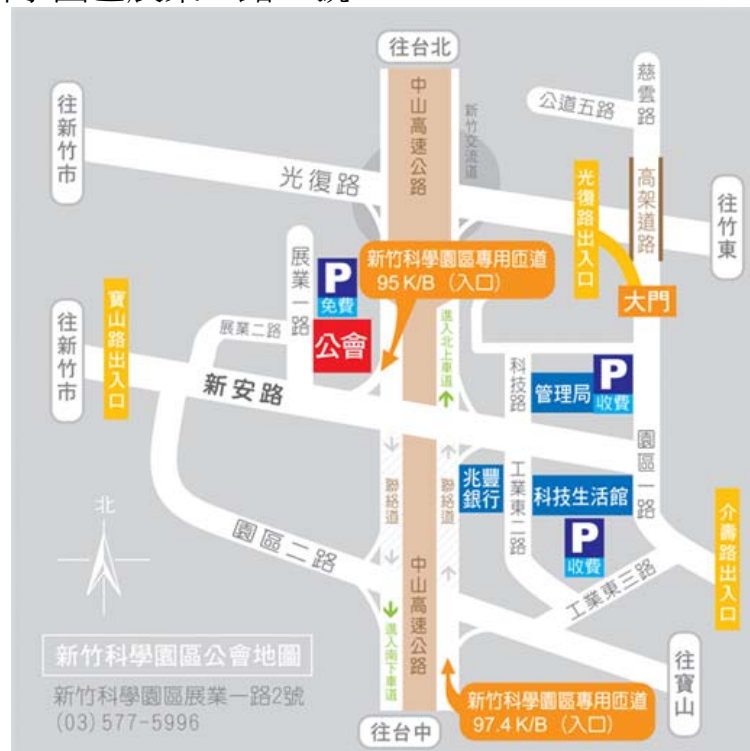 往台北
慈雲路
公道五路
往新竹市
中山高速公路
新竹交流道
光復路
光復路出入口
高架道路
往竹東
新竹科學園區專用匝道
95 K/B（入口）
展業一路
P
免費
大門
寶山路出入口
往新竹市
展業二路
公會
進入北上車道
科技路
管理局
P
收費
新安路
兆豐
銀行
園區一路
聯絡道
聯絡道
工業東二路
科技生活館
P
收費
介壽路出入口
北
園區二路
中山高速公路
工業東三路
進入南下車道
新竹科學園區公會地圖
新竹科學園區展業一路2號
(03) 577-5996
新竹科學園區專用匝道
97.4 K/B（入口）
往寶山
往台中